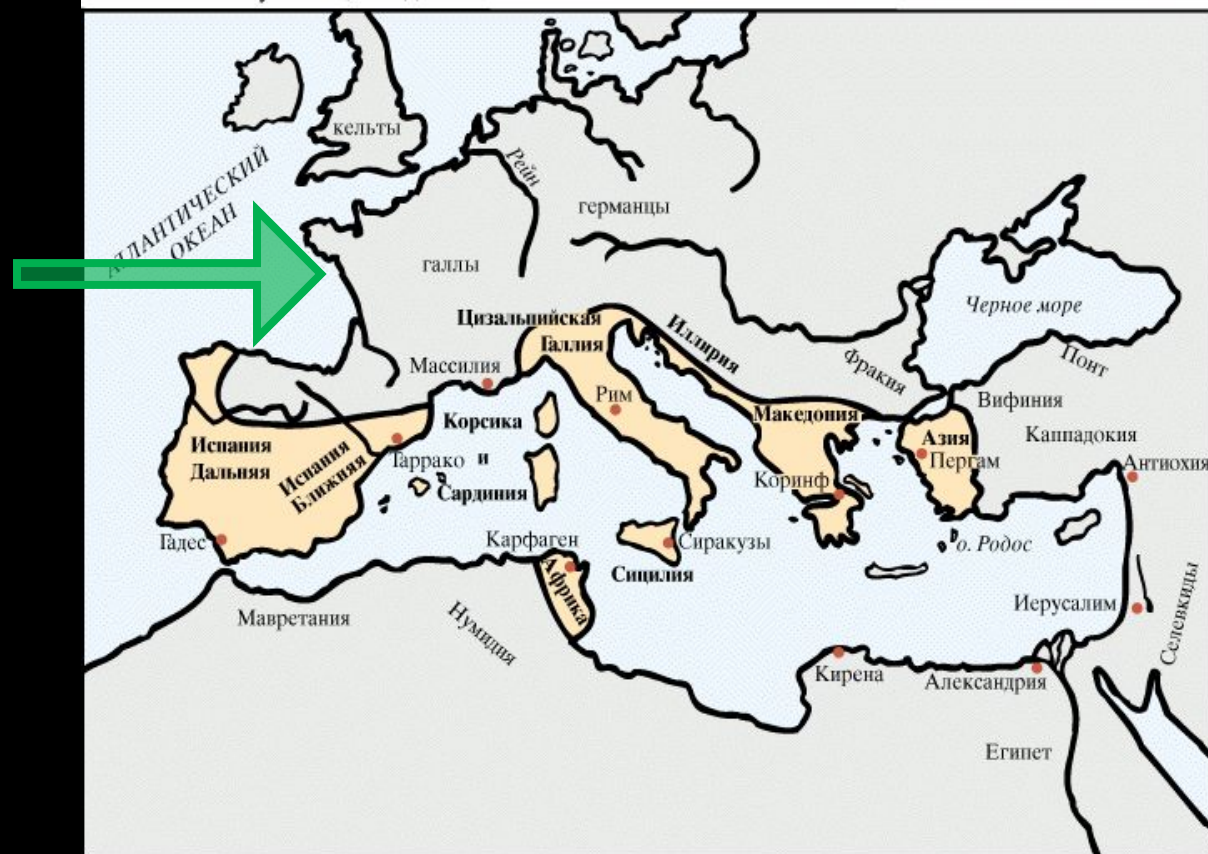 кельты
АТЛАНТИЧЕСКИЙ
ОКЕАН
Рейн
германцы
галлы
Черное море
Цизальпийская
Галлия
Иллирия
Фракия
Понт
Массилия
Рим
Вифиния
Корсика
и
Сардиния
Македония
Азия
Пергам
Каппадокия
Антиохия
Испания
Дальняя
Испания
Ближняя
Таррако
Коринф
Гадес
Карфаген
Сиракузы
о. Родос
Африка
Сицилия
Мавретания
Нумидия
Иерусалим
Селевкиды
Кирена
Александрия
Египет